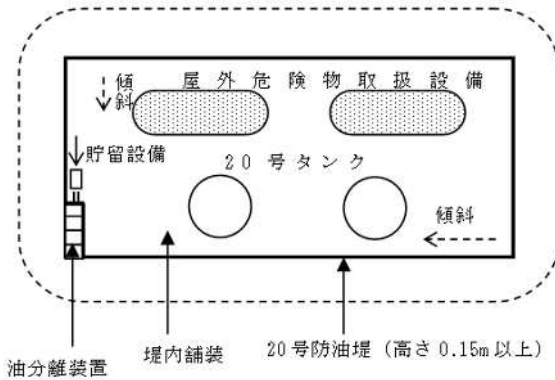 屋外危険物取扱設備
傾斜
貯留設備
20号タンク
傾斜
油分離装置
堤内舗装
20号防油堤（高さ0.15m以上）